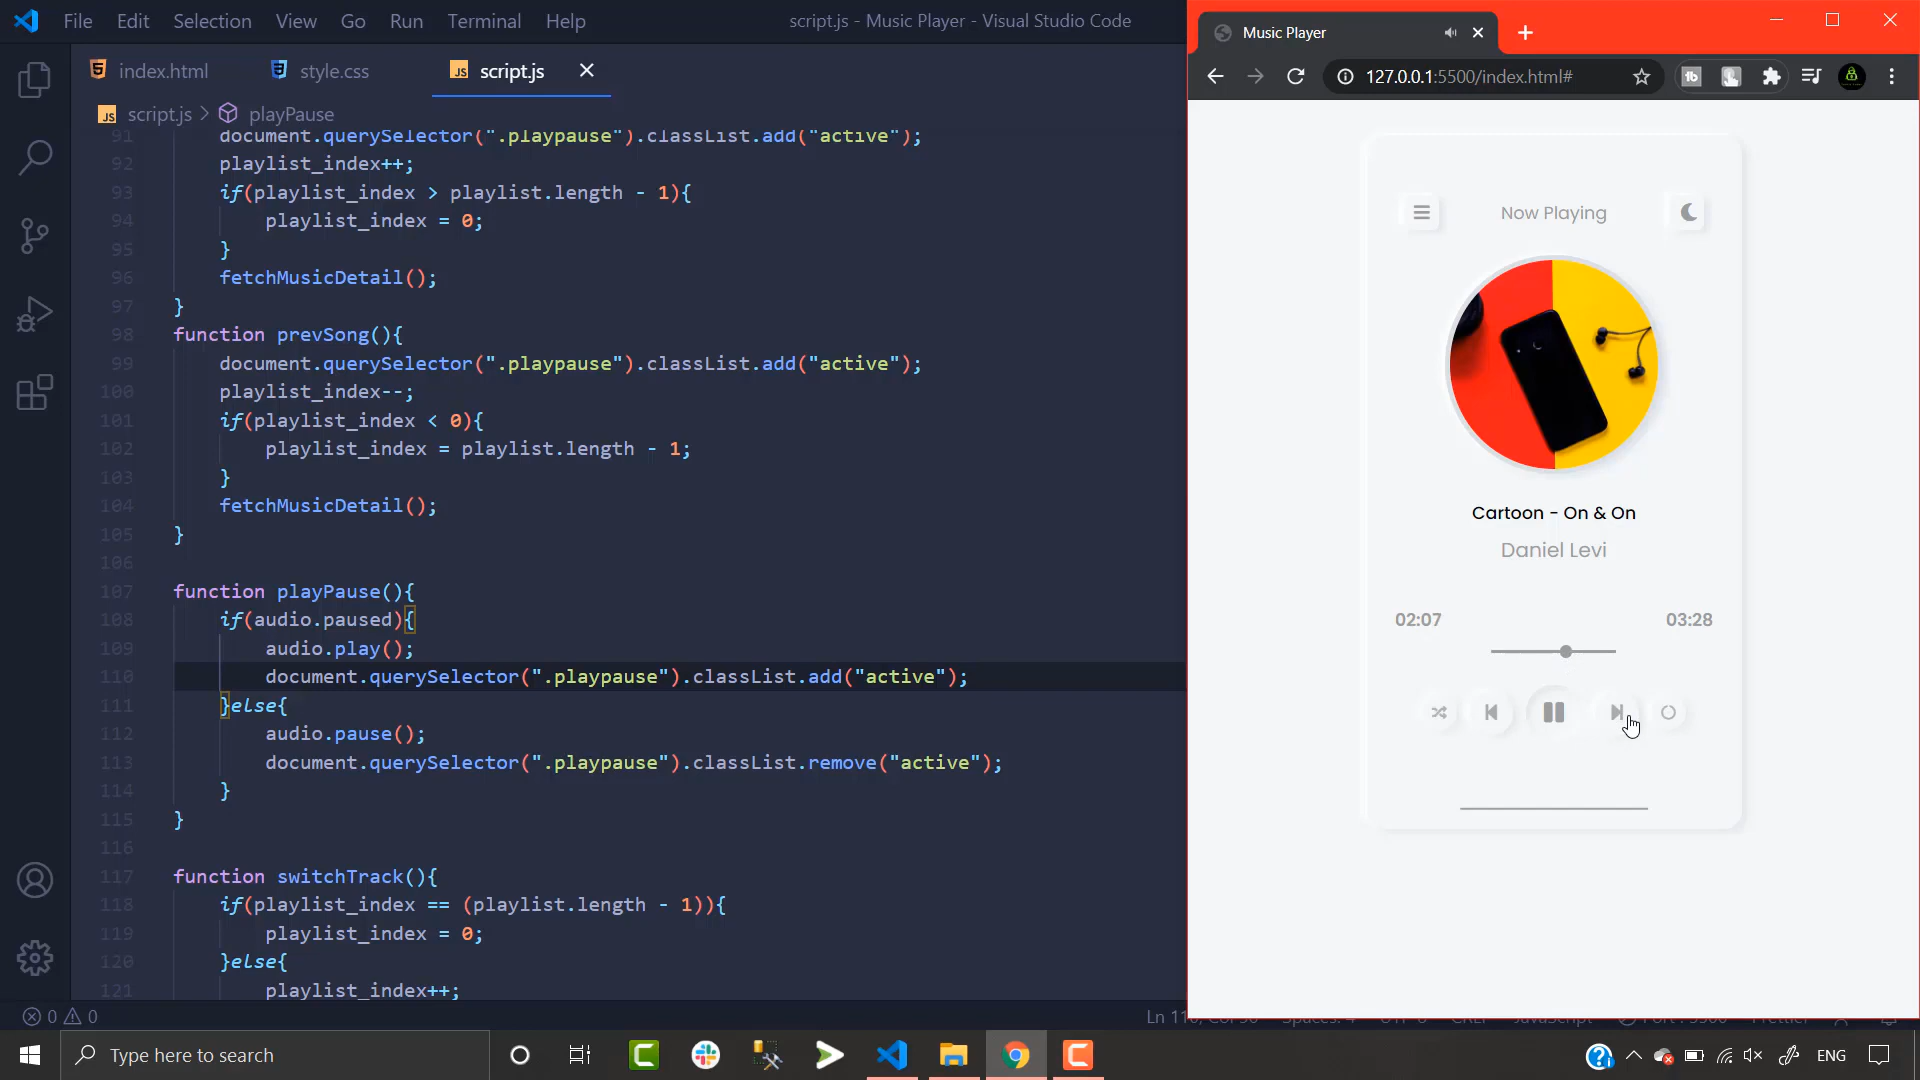 File Edit Selection View Go Run Terminal Help
script.js - Music Player - Visual Studio Code
index.html
style.css
JS script.js
JS script.js > playPause
91 document.querySelector(".playpause").classList.add("active");
92 playlist_index++;
93 if(playlist_index > playlist.length - 1){
94 playlist_index = 0;
95 }
96 fetchMusicDetail();
97 }
98 function prevSong(){
99 document.querySelector(".playpause").classList.add("active");
100 playlist_index--;
101 if(playlist_index < 0){
102 playlist_index = playlist.length - 1;
103 }
104 fetchMusicDetail();
105 }
106
107 function playPause(){
108 if(audio.paused){
109 audio.play();
110 document.querySelector(".playpause").classList.add("active");
111 }else{
112 audio.pause();
113 document.querySelector(".playpause").classList.remove("active");
114 }
115 }
116
117 function switchTrack(){
118 if(playlist_index == (playlist.length - 1)){
119 playlist_index = 0;
120 }else{
121 playlist_index++;
0 0
Type here to search
Music Player
127.0.0.1:5500/index.html#
Now Playing
Cartoon - On & On
Daniel Levi
02:07
03:28
ENG